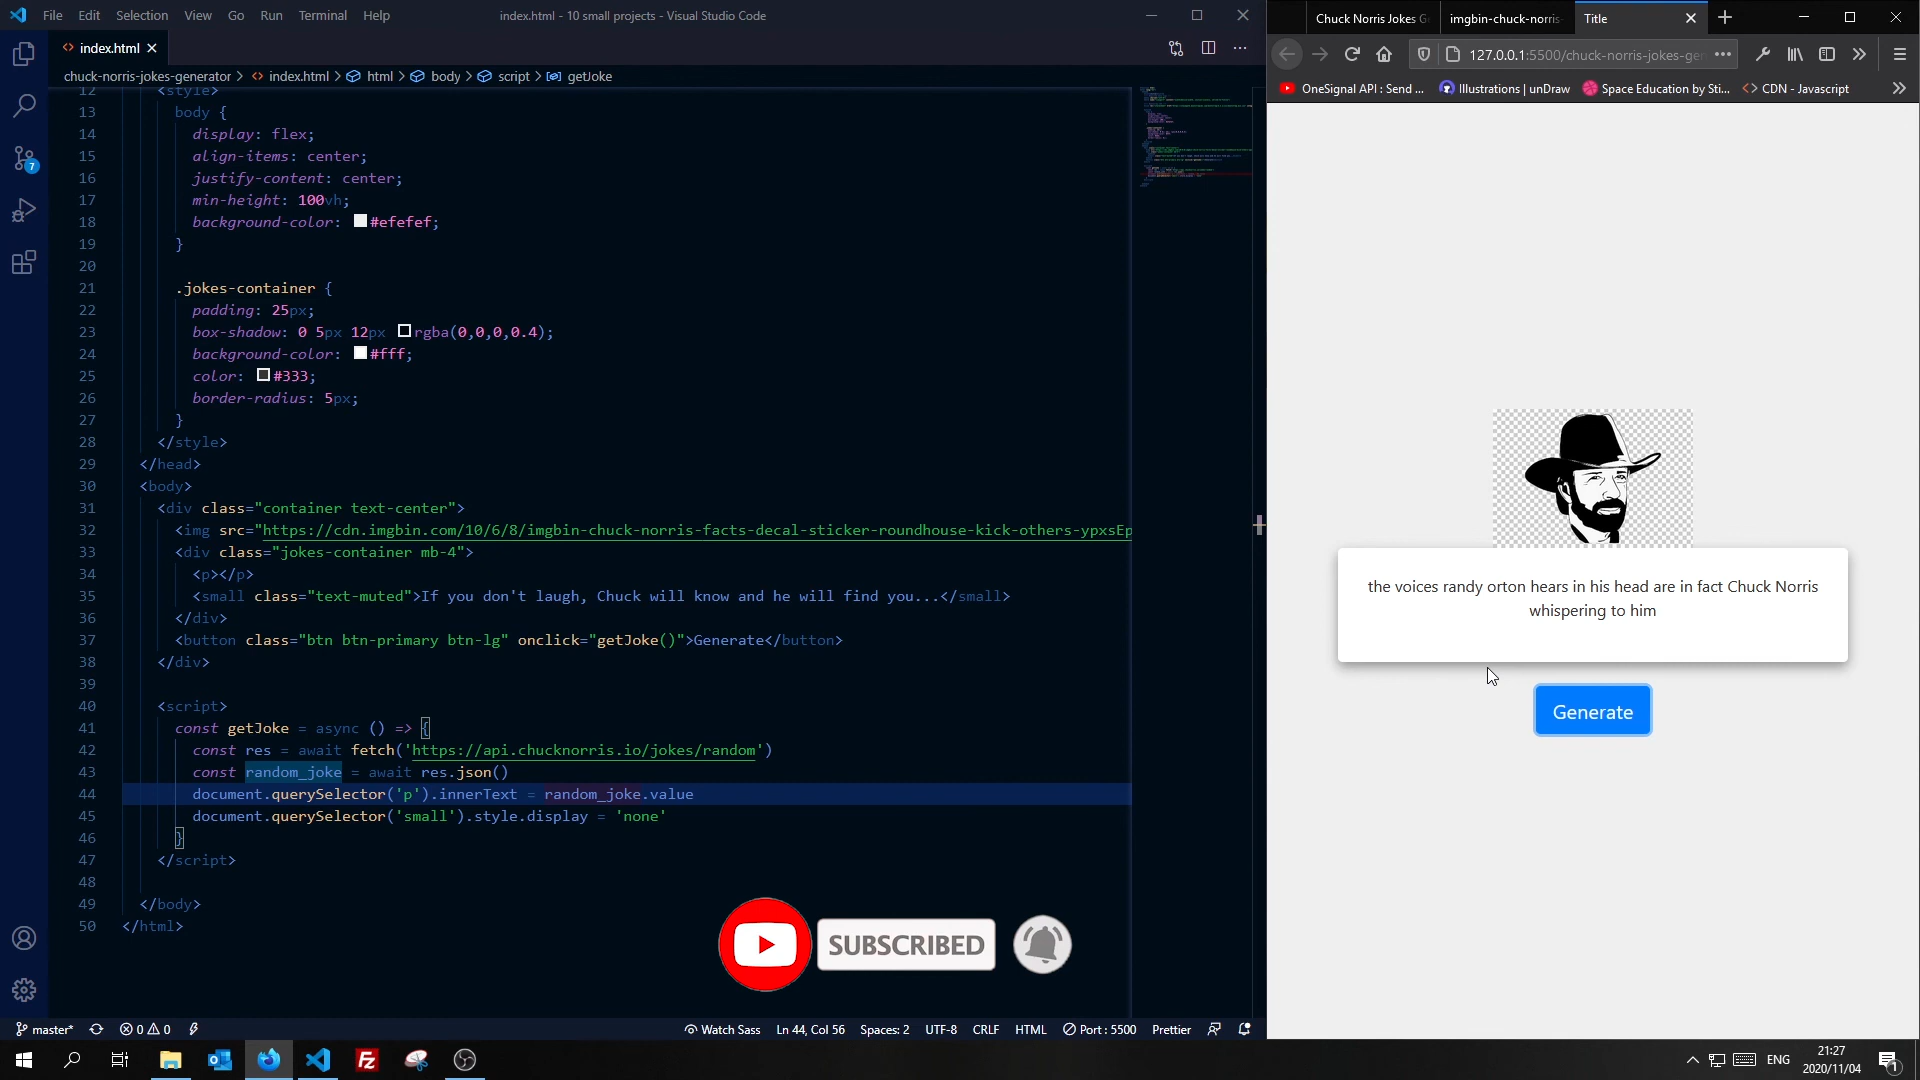 File Edit Selection View Go Run Terminal Help
index.html - 10 small projects - Visual Studio Code
index.html
chuck-norris-jokes-generator > index.html > html > body > script > getJoke
12 <style>
13 body {
14 display: flex;
15 align-items: center;
16 justify-content: center;
17 min-height: 100vh;
18 background-color: #efefef;
19 }
20
21 .jokes-container {
22 padding: 25px;
23 box-shadow: 0 5px 12px rgba(0,0,0,0.4);
24 background-color: #fff;
25 color: #333;
26 border-radius: 5px;
27 }
28 </style>
29 </head>
30 <body>
31 <div class="container text-center">
32 <img src="https://cdn.imgbin.com/10/6/8/imgbin-chuck-norris-facts-decal-sticker-roundhouse-kick-others-ypxsEp
33 <div class="jokes-container mb-4">
34 <p></p>
35 <small class="text-muted">If you don't laugh, Chuck will know and he will find you...</small>
36 </div>
37 <button class="btn btn-primary btn-lg" onclick="getJoke()">Generate</button>
38 </div>
39
40 <script>
41 const getJoke = async () => {
42 const res = await fetch('https://api.chucknorris.io/jokes/random')
43 const random_joke = await res.json()
44 document.querySelector('p').innerText = random_joke.value
45 document.querySelector('small').style.display = 'none'
46 }
47 </script>
48
49 </body>
50 </html>
7
SUBSCRIBED
master* 0 0 Watch Sass Ln 44, Col 56 Spaces: 2 UTF-8 CRLF HTML Port : 5500 Prettier
Chuck Norris Jokes G
imgbin-chuck-norris-
Title
127.0.0.1:5500/chuck-norris-jokes-gen
OneSignal API : Send ... Illustrations | unDraw Space Education by Sti... CDN - Javascript
the voices randy orton hears in his head are in fact Chuck Norris
whispering to him
Generate
ENG
21:27
2020/11/04
1